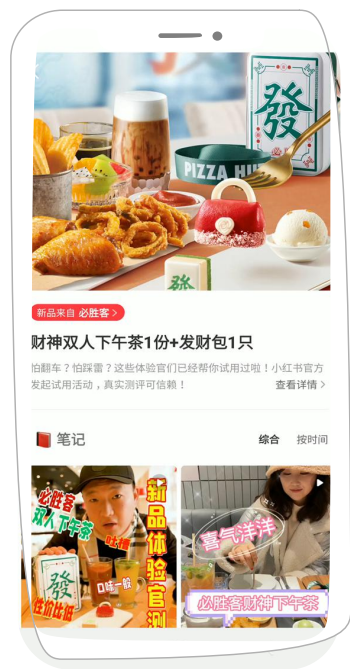 發
PIZZA HU
發
新品来自 必胜客 >
财神双人下午茶1份+发财包1只
怕翻车？怕踩雷？这些体验官们已经帮你试用过啦！小红书官方
发起试用活动，真实测评可信赖！
查看详情 >
笔记
综合
按时间
必胜客
双人下午茶
吐槽
新品体验官测
發
口味一般
性价比低
喜气洋洋
必胜客财神下午茶